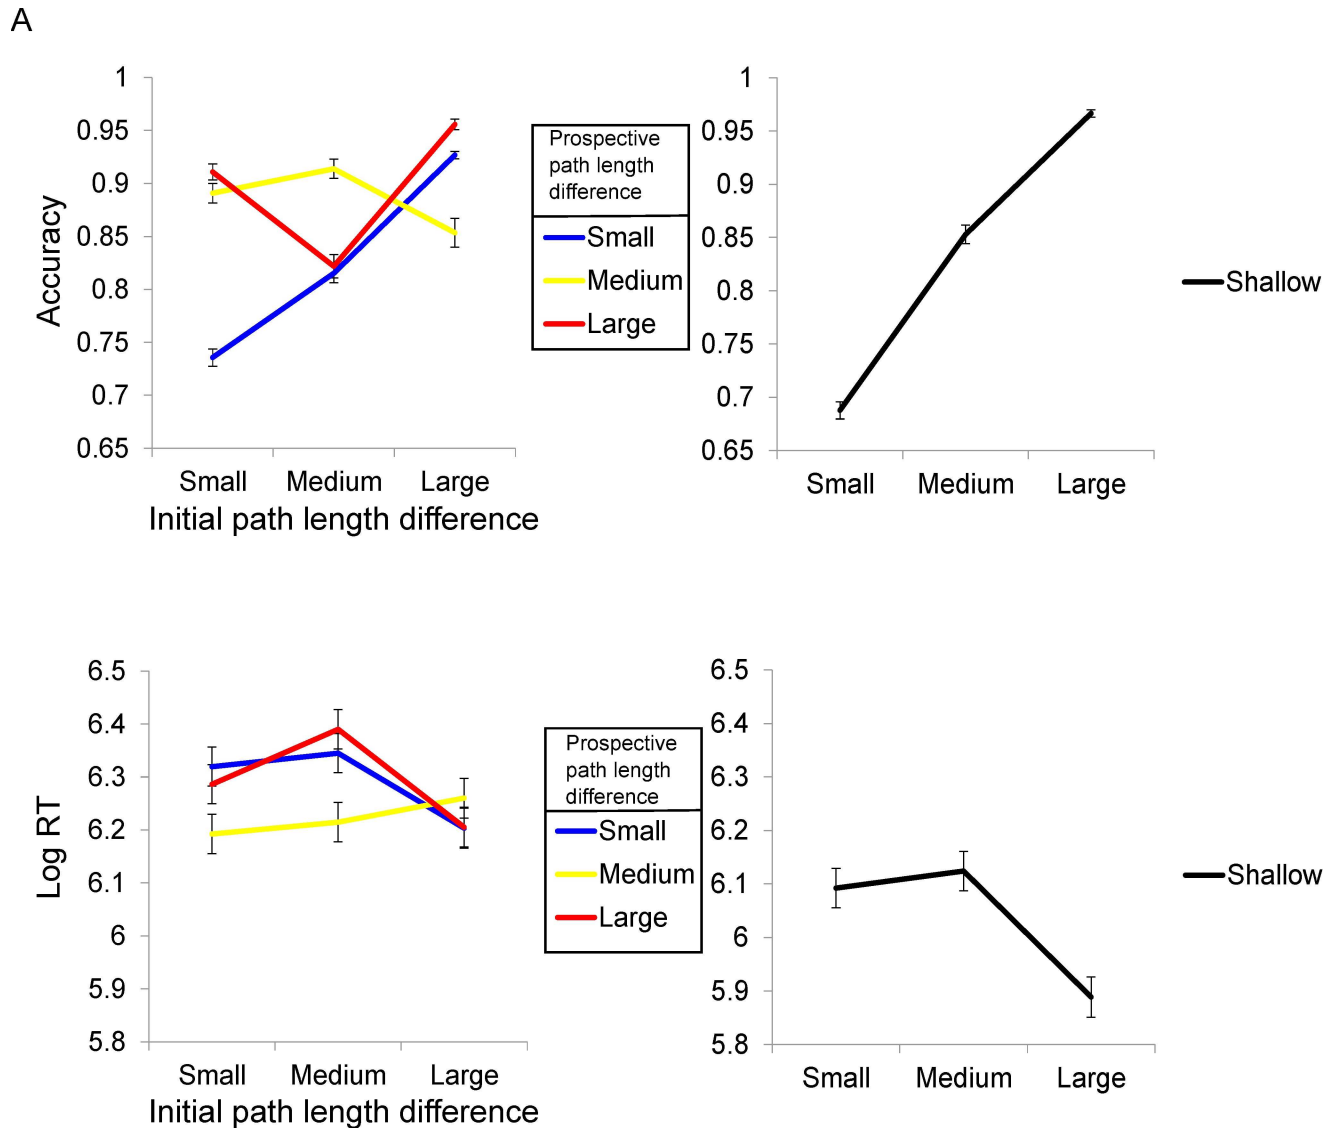 A
1
0.95
0.9
0.85
0.8
0.75
0.7
0.65
Accuracy
Small Medium Large
Initial path length difference
Prospective
path length
difference
Small
Medium
Large
1
0.95
0.9
0.85
0.8
0.75
0.7
0.65
Small Medium Large
Shallow
6.5
6.4
6.3
6.2
6.1
6
5.9
5.8
Log RT
Small Medium Large
Initial path length difference
Prospective
path length
difference
Small
Medium
Large
6.5
6.4
6.3
6.2
6.1
6
5.9
5.8
Small Medium Large
Shallow